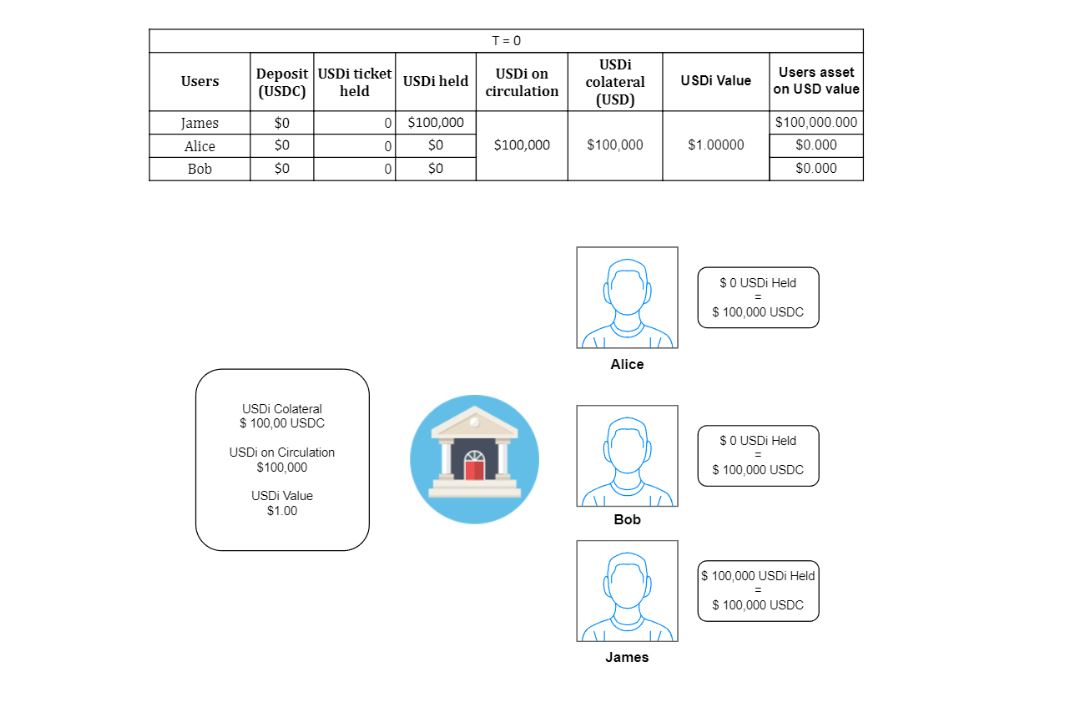 T = 0
Users
Deposit (USDC)
USDi ticket held
USDi held
USDi on circulation
USDi colateral (USD)
USDi Value
Users asset on USD value
James $0 0 $100,000 $100,000.000
Alice $0 0 $0 $100,000 $100,000 $1.00000 $0.000
Bob $0 0 $0 $0.000
$ 0 USDi Held
=
$ 100,000 USDC
Alice
USDi Colateral
$ 100,00 USDC
USDi on Circulation
$100,000
USDi Value
$1.00
$ 0 USDi Held
=
$ 100,000 USDC
Bob
$ 100,000 USDi Held
=
$ 100,000 USDC
James